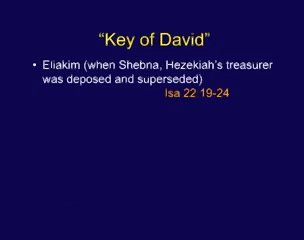 “Key of David”
• Eliakim (when Shebna, Hezekiah’s treasurer
was deposed and superseded)
Isa 22 19-24